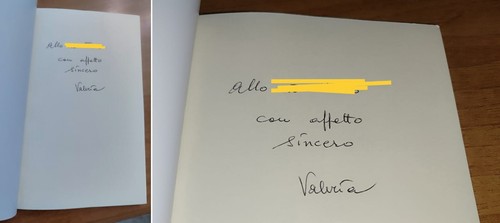 Allo
con affetto
sincero
Valeria
Allo
con affetto
sincero
Valeria